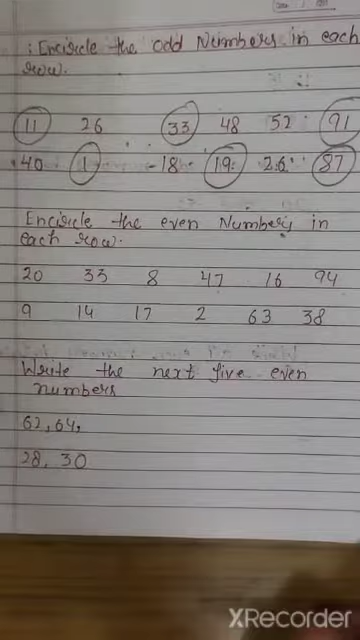 : Encircle the odd Numbers in each
row.
11 26 33 48 52 91
40 1 18 19 26 87
Encircle the even Numbers in
each row.
20 33 8 47 16 94
9 14 17 2 63 38
Write the next five even
numbers
62, 64,
28, 30
XRecorder